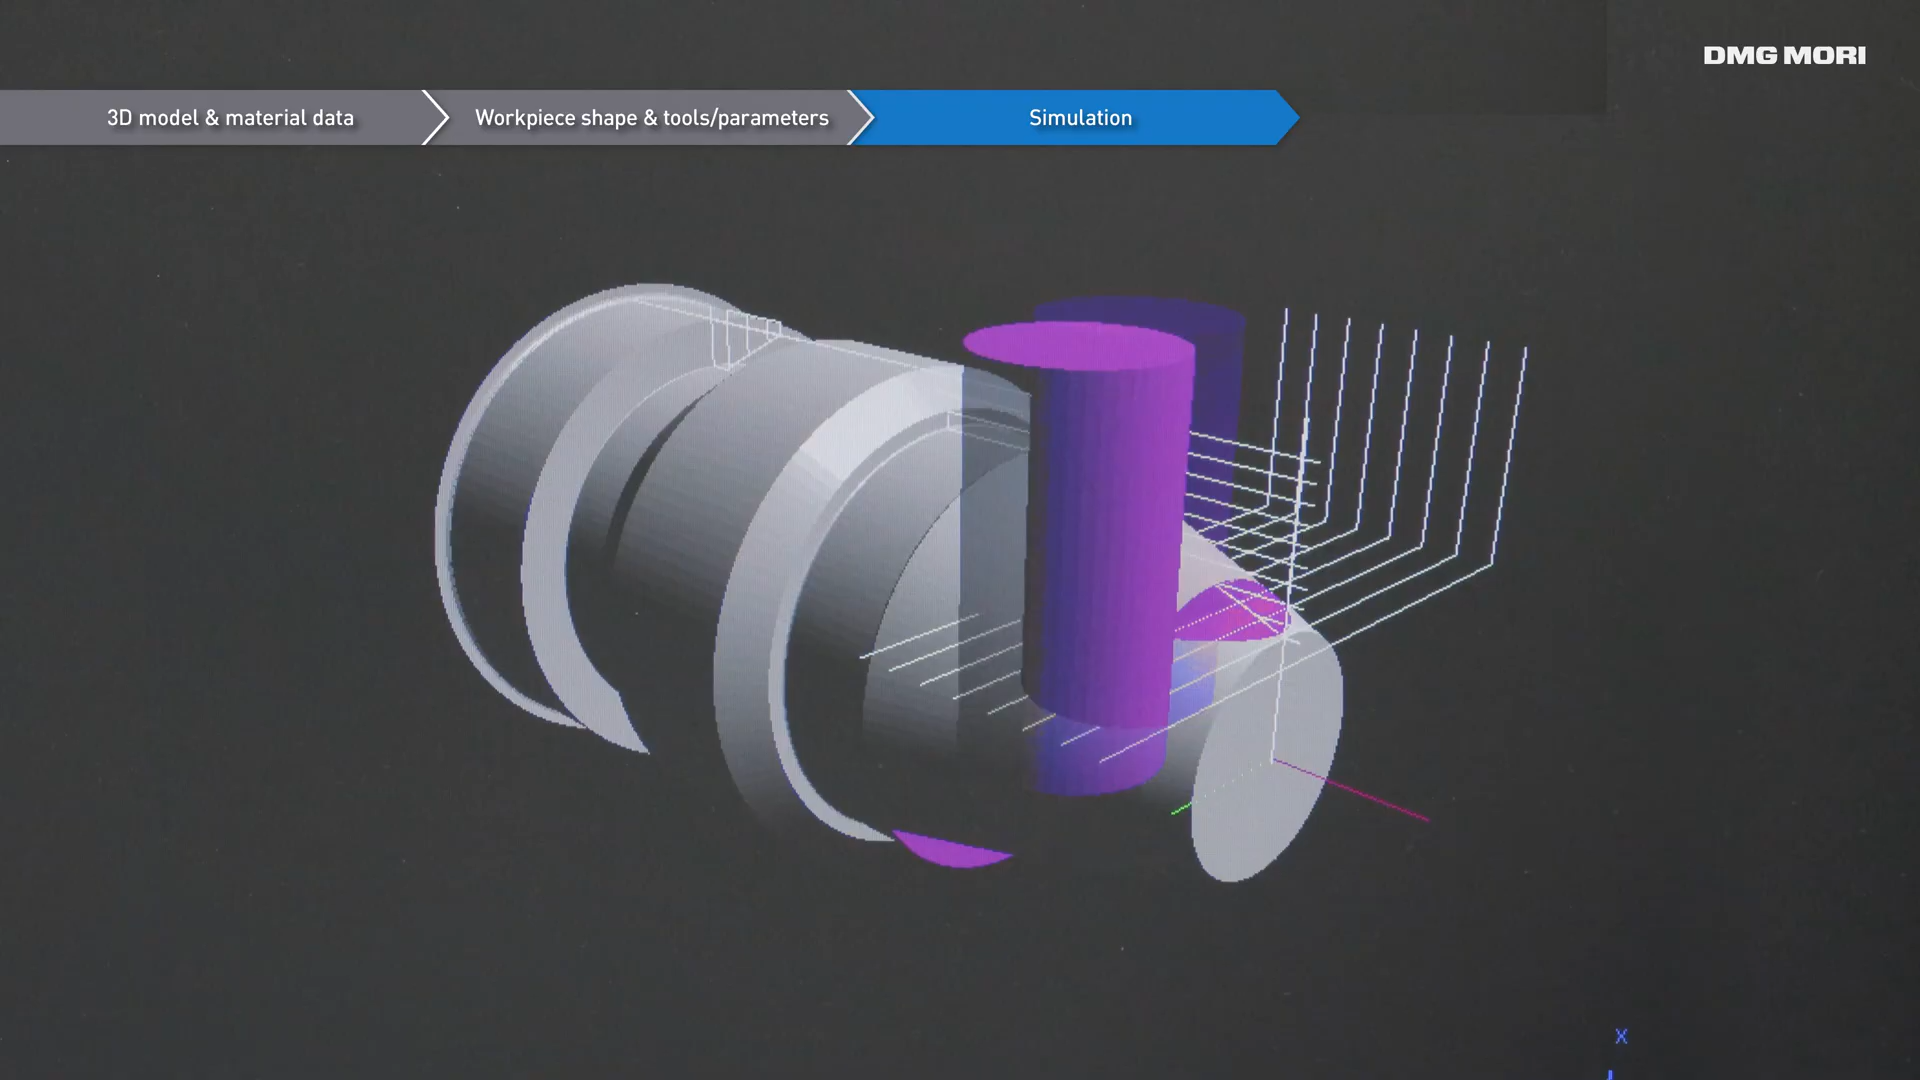 DMG MORI
3D model & material data
Workpiece shape & tools/parameters
Simulation
X